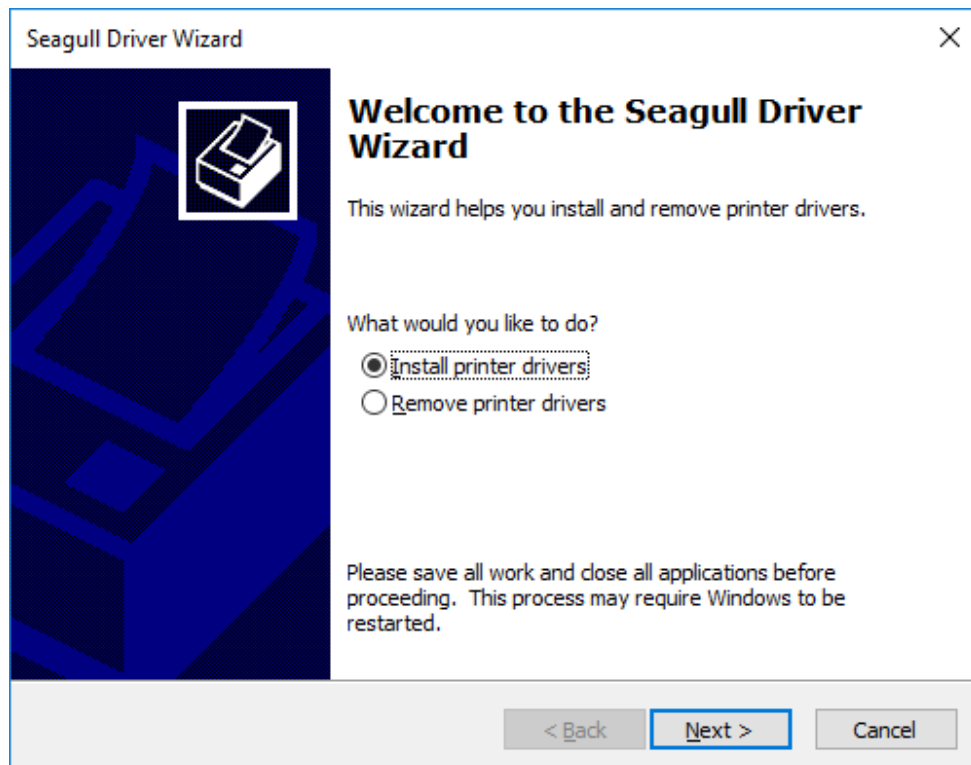 Seagull Driver Wizard
Welcome to the Seagull Driver
Wizard
This wizard helps you install and remove printer drivers.
What would you like to do?
Install printer drivers
Remove printer drivers
Please save all work and close all applications before
proceeding.  This process may require Windows to be
restarted.
< Back
Next >
Cancel